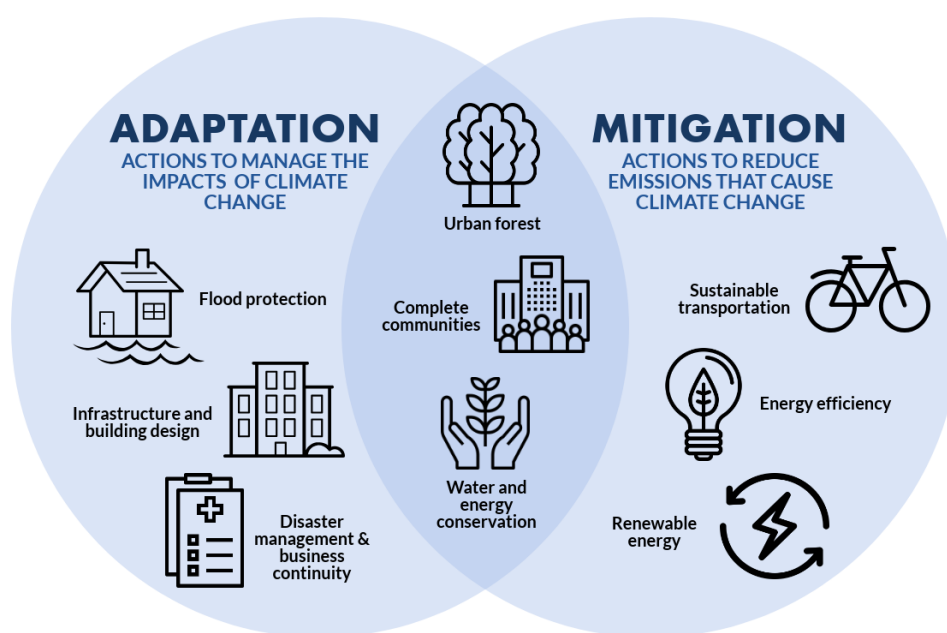 ADAPTATION
ACTIONS TO MANAGE THE
IMPACTS OF CLIMATE
CHANGE
Flood protection
Infrastructure and
building design
Disaster
management &
business
continuity
Urban forest
Complete
communities
Water and
energy
conservation
MITIGATION
ACTIONS TO REDUCE
EMISSIONS THAT CAUSE
CLIMATE CHANGE
Sustainable
transportation
Energy efficiency
Renewable
energy